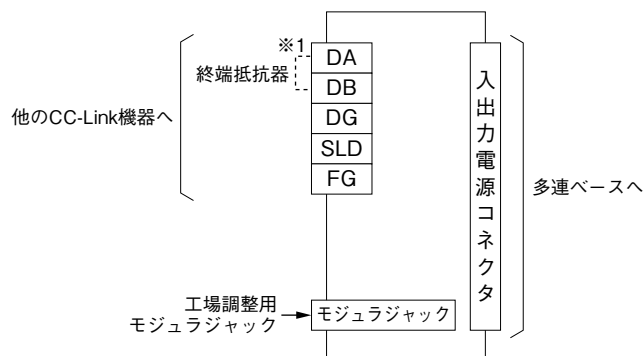 ※1
終端抵抗器
他のCC-Link機器へ
DA
DB
DG
SLD
FG
入出力電源コネクタ
多連ベースへ
工場調整用
モジュラジャック
モジュラジャック